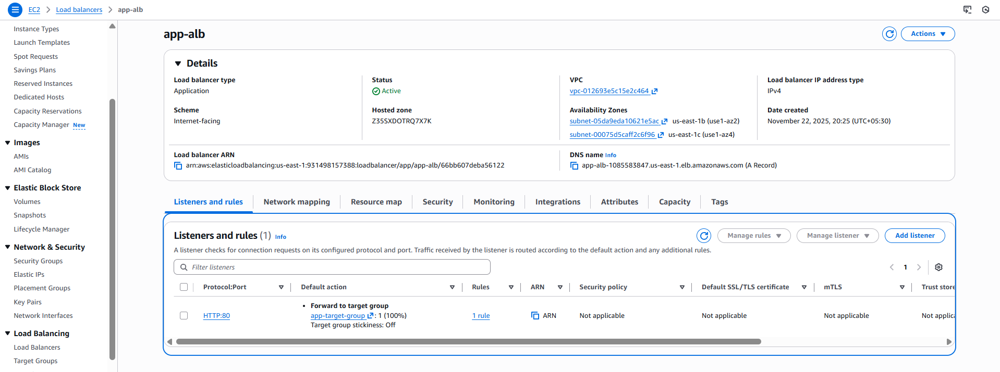 EC2 > Load balancers > app-alb
Instance Types
Launch Templates
Spot Requests
Savings Plans
Reserved Instances
Dedicated Hosts
Capacity Reservations
Capacity Manager New
Images
AMIs
AMI Catalog
Elastic Block Store
Volumes
Snapshots
Lifecycle Manager
Network & Security
Security Groups
Elastic IPs
Placement Groups
Key Pairs
Network Interfaces
Load Balancing
Load Balancers
Target Groups
app-alb
Actions
Details
Load balancer type
Application
Status
Active
VPC
vpc-012693e5c15e2c464
Load balancer IP address type
IPv4
Scheme
Internet-facing
Hosted zone
Z35SXDOTRQ7X7K
Availability Zones
subnet-05da9eda10621e5ac us-east-1b (use1-az2)
subnet-00075d5caff2c6f96 us-east-1c (use1-az4)
Date created
November 22, 2025, 20:25 (UTC+05:30)
Load balancer ARN
arn:aws:elasticloadbalancing:us-east-1:931498157388:loadbalancer/app/app-alb/66bb607deba56122
DNS name Info
app-alb-1085583847.us-east-1.elb.amazonaws.com (A Record)
Listeners and rules Network mapping Resource map Security Monitoring Integrations Attributes Capacity Tags
Listeners and rules (1) Info
Manage rules Manage listener Add listener
A listener checks for connection requests on its configured protocol and port. Traffic received by the listener is routed according to the default action and any additional rules.
Filter listeners
1
Protocol:Port Default action Rules ARN Security policy Default SSL/TLS certificate mTLS Trust store
HTTP:80
• Forward to target group
app-target-group : 1 (100%)
Target group stickiness: Off
1 rule
ARN
Not applicable
Not applicable
Not applicable
Not applica